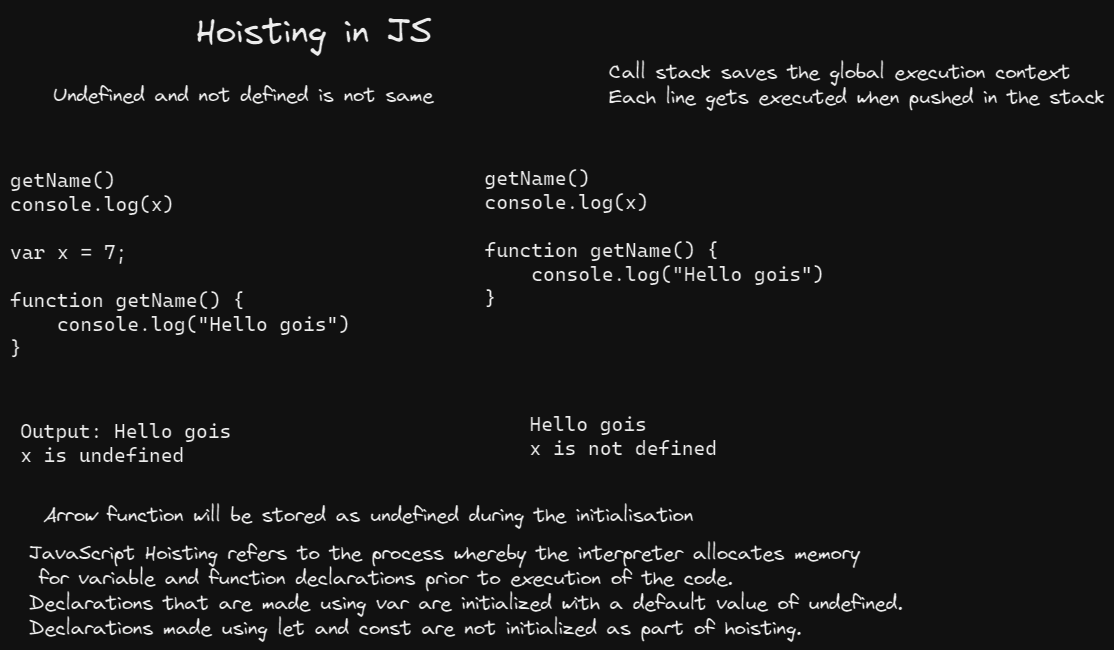 Hoisting in JS
Undefined and not defined is not same
Call stack saves the global execution context
Each line gets executed when pushed in the stack
getName()
console.log(x)
var x = 7;
function getName() {
    console.log("Hello gois")
}
getName()
console.log(x)
function getName() {
    console.log("Hello gois")
}
Output: Hello gois
x is undefined
Hello gois
x is not defined
Arrow function will be stored as undefined during the initialisation
JavaScript Hoisting refers to the process whereby the interpreter allocates memory
for variable and function declarations prior to execution of the code.
Declarations that are made using var are initialized with a default value of undefined.
Declarations made using let and const are not initialized as part of hoisting.